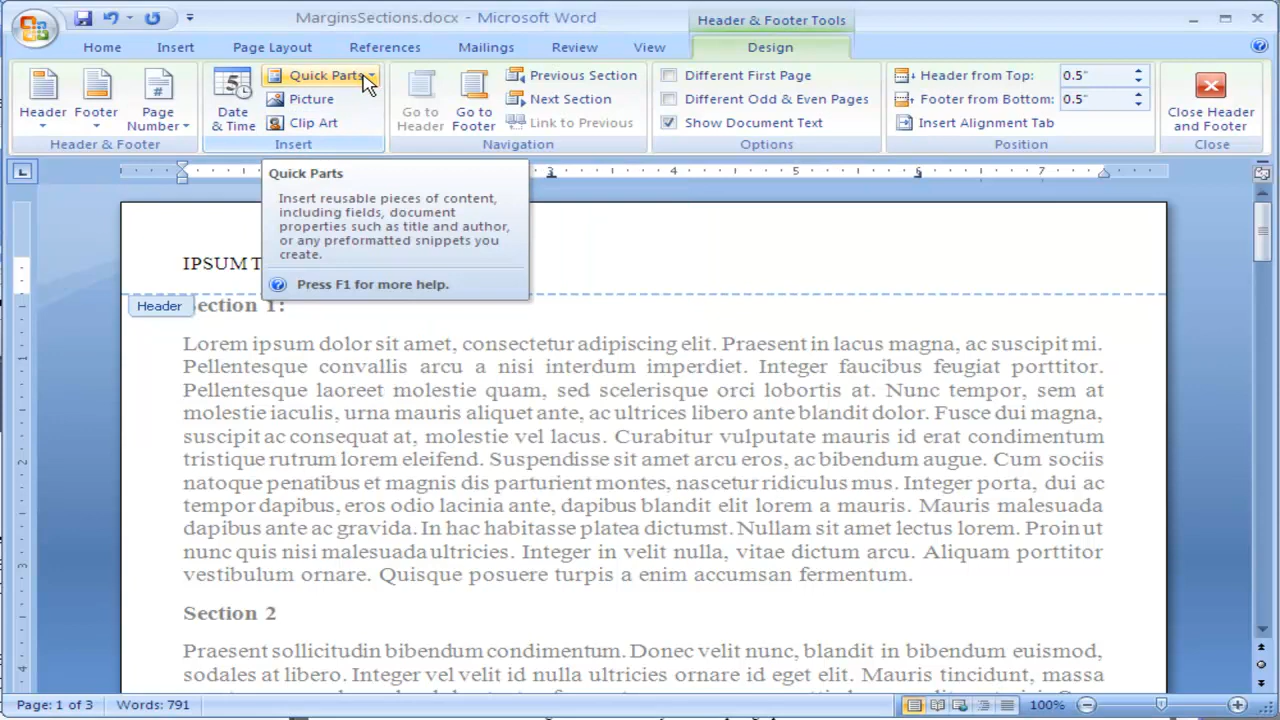 MarginsSections.docx - Microsoft Word
Header & Footer Tools
Home Insert Page Layout References Mailings Review View Design
Header
Footer
Page Number
Header & Footer
Date & Time
Quick Parts
Picture
Clip Art
Insert
Go to Header
Go to Footer
Previous Section
Next Section
Link to Previous
Navigation
Different First Page
Different Odd & Even Pages
Show Document Text
Options
Header from Top: 0.5"
Footer from Bottom: 0.5"
Insert Alignment Tab
Position
Close Header and Footer
Close
3 4 5 6 7
Quick Parts
Insert reusable pieces of content,
including fields, document
properties such as title and author,
or any preformatted snippets you
create.
Press F1 for more help.
IPSUM T
Header
ection 1:
Lorem ipsum dolor sit amet, consectetur adipiscing elit. Praesent in lacus magna, ac suscipit mi.
Pellentesque convallis arcu a nisi interdum imperdiet. Integer faucibus feugiat porttitor.
Pellentesque laoreet molestie quam, sed scelerisque orci lobortis at. Nunc tempor, sem at
molestie iaculis, urna mauris aliquet ante, ac ultrices libero ante blandit dolor. Fusce dui magna,
suscipit ac consequat at, molestie vel lacus. Curabitur vulputate mauris id erat condimentum
tristique rutrum lorem eleifend. Suspendisse sit amet arcu eros, ac bibendum augue. Cum sociis
natoque penatibus et magnis dis parturient montes, nascetur ridiculus mus. Integer porta, dui ac
tempor dapibus, eros odio lacinia ante, dapibus blandit elit lorem a mauris. Mauris malesuada
dapibus ante ac gravida. In hac habitasse platea dictumst. Nullam sit amet lectus lorem. Proin ut
nunc quis nisi malesuada ultricies. Integer in velit nulla, vitae dictum arcu. Aliquam porttitor
vestibulum ornare. Quisque posuere turpis a enim accumsan fermentum.
Section 2
Praesent sollicitudin bibendum condimentum. Donec velit nunc, blandit in bibendum euismod,
sodales at libero. Integer vel velit id nulla ultricies ornare id eget elit. Mauris tincidunt, massa
1
2
3
4
Page: 1 of 3 Words: 791 100%